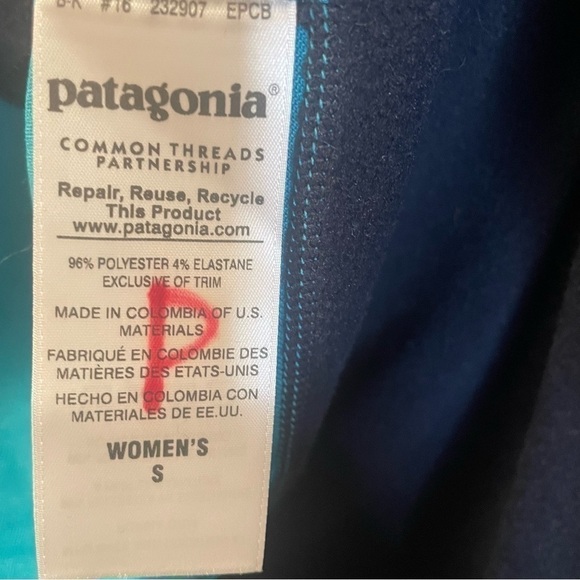 #16 232907 EPCB
patagonia®
COMMON THREADS
PARTNERSHIP
Repair, Reuse, Recycle
This Product
www.patagonia.com
96% POLYESTER 4% ELASTANE
EXCLUSIVE OF TRIM
MADE IN COLOMBIA OF U.S.
MATERIALS
FABRIQUÉ EN COLOMBIE DES
MATIÈRES DES ETATS-UNIS
HECHO EN COLOMBIA CON
MATERIALES DE EE.UU.
P
WOMEN'S
S